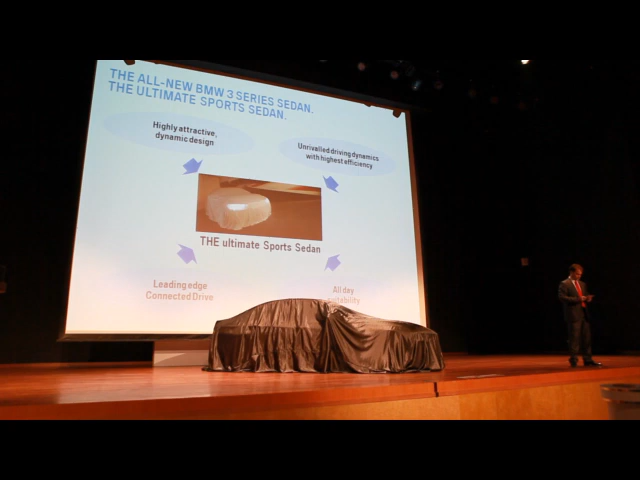 THE ALL-NEW BMW 3 SERIES SEDAN.
THE ULTIMATE SPORTS SEDAN.
Highly attractive,
dynamic design
Unrivalled driving dynamics
with highest efficiency
THE ultimate Sports Sedan
Leading edge
Connected Drive
All day